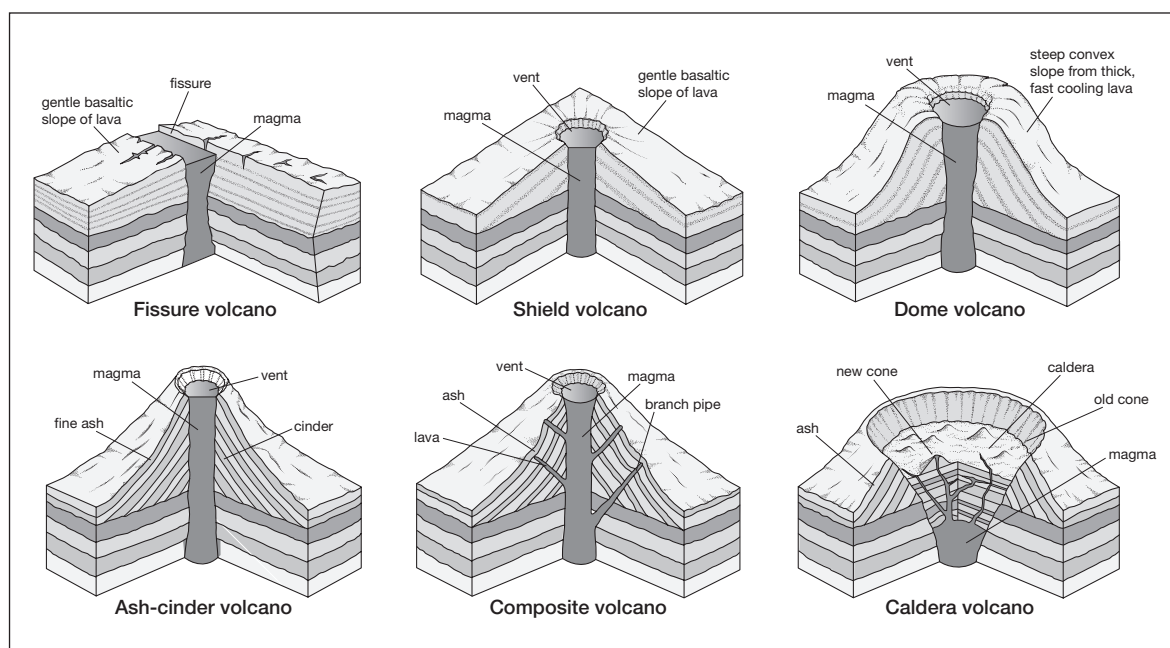 fissure
gentle basaltic
slope of lava
magma
Fissure volcano
vent
magma
gentle basaltic
slope of lava
Shield volcano
vent
magma
steep convex
slope from thick,
fast cooling lava
Dome volcano
magma
vent
fine ash
cinder
Ash-cinder volcano
vent
magma
ash
branch pipe
lava
Composite volcano
new cone
caldera
old cone
ash
magma
Caldera volcano